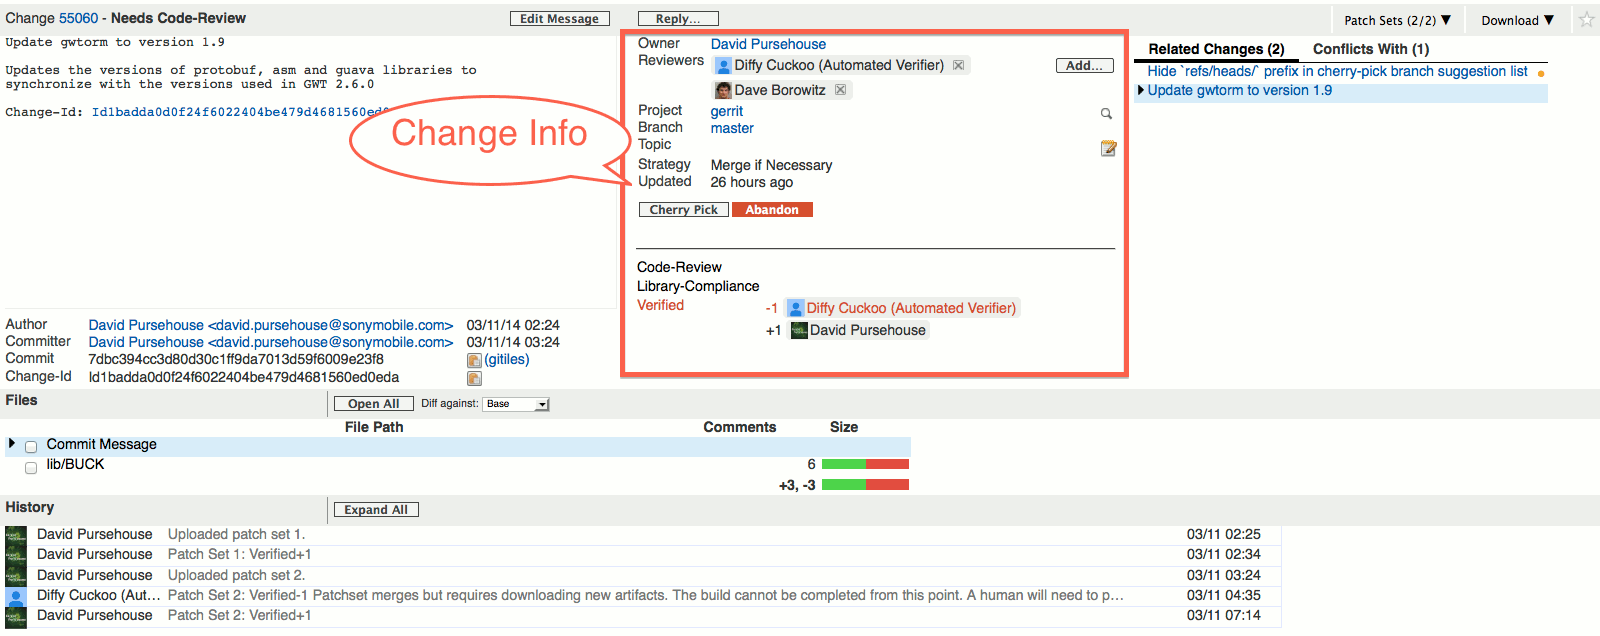 Change 55060 - Needs Code-Review
Edit Message
Reply...
Patch Sets (2/2) ▼
Download ▼
Update gwtorm to version 1.9
Updates the versions of protobuf, asm and guava libraries to
synchronize with the versions used in GWT 2.6.0
Change-Id: Id1badda0d0f24f6022404be479d4681560ed0
Change Info
Owner David Pursehouse
Reviewers Diffy Cuckoo (Automated Verifier)
Add...
Dave Borowitz
Project gerrit
Branch master
Topic
Strategy Merge if Necessary
Updated 26 hours ago
Cherry Pick Abandon
Code-Review
Library-Compliance
Verified -1 Diffy Cuckoo (Automated Verifier)
+1 David Pursehouse
Related Changes (2) Conflicts With (1)
Hide `refs/heads/` prefix in cherry-pick branch suggestion list
Update gwtorm to version 1.9
Author David Pursehouse <david.pursehouse@sonymobile.com> 03/11/14 02:24
Committer David Pursehouse <david.pursehouse@sonymobile.com> 03/11/14 03:24
Commit 7dbc394cc3d80d30c1ff9da7013d59f6009e23f8 (gitiles)
Change-Id Id1badda0d0f24f6022404be479d4681560ed0eda
Files Open All Diff against: Base
File Path Comments Size
Commit Message
lib/BUCK 6
+3, -3
History Expand All
David Pursehouse Uploaded patch set 1. 03/11 02:25
David Pursehouse Patch Set 1: Verified+1 03/11 02:34
David Pursehouse Uploaded patch set 2. 03/11 03:24
Diffy Cuckoo (Aut... Patch Set 2: Verified-1 Patchset merges but requires downloading new artifacts. The build cannot be completed from this point. A human will need to p... 03/11 04:35
David Pursehouse Patch Set 2: Verified+1 03/11 07:14